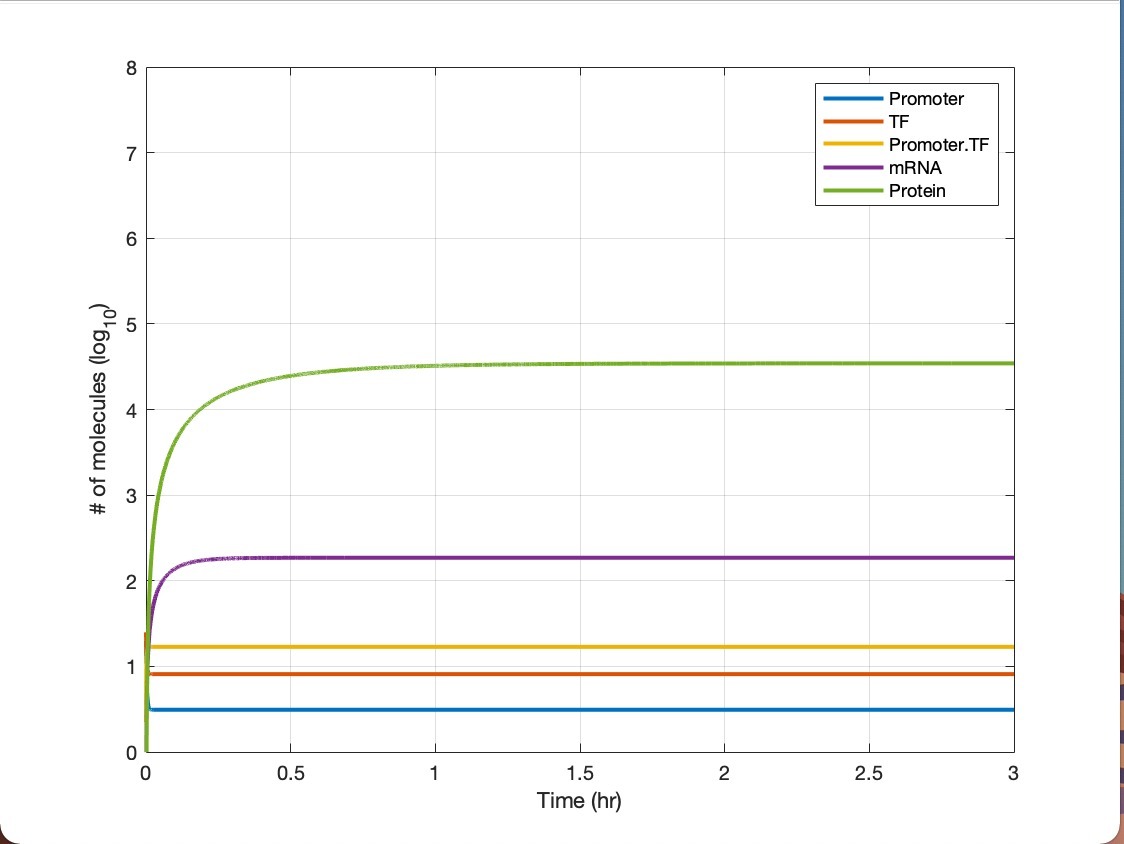 8
7
6
5
4
3
2
1
0
# of molecules (log10)
Promoter
TF
Promoter.TF
mRNA
Protein
0 0.5 1 1.5 2 2.5 3
Time (hr)